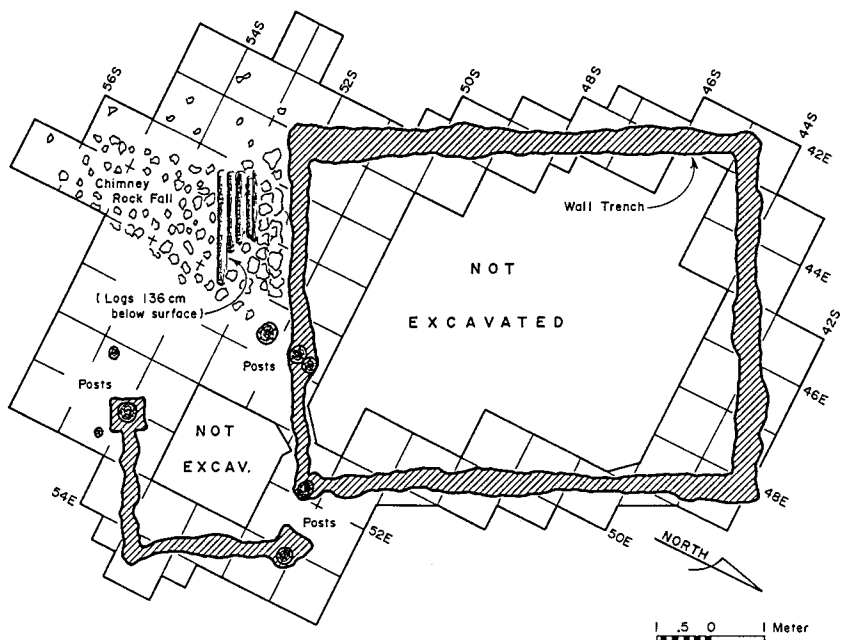 54S
56S
52S
50S
48S
46S
44S
42E
Chimney
Rock Fall
Wall Trench
NOT
EXCAVATED
44E
42S
(Logs 136 cm
below surface)
Posts
Posts
46E
NOT
EXCAV.
54E
Posts
52E
50E
48E
NORTH
1 .5 0 1 Meter